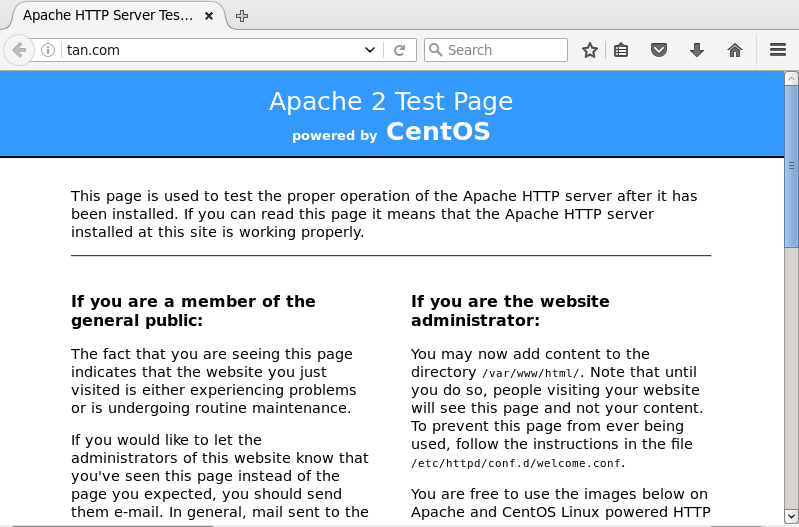 Apache HTTP Server Tes...
tan.com
Search
Apache 2 Test Page
powered by CentOS
This page is used to test the proper operation of the Apache HTTP server after it has
been installed. If you can read this page it means that the Apache HTTP server
installed at this site is working properly.
If you are a member of the
general public:
The fact that you are seeing this page
indicates that the website you just
visited is either experiencing problems
or is undergoing routine maintenance.
If you would like to let the
administrators of this website know that
you've seen this page instead of the
page you expected, you should send
them e-mail. In general, mail sent to the
If you are the website
administrator:
You may now add content to the
directory /var/www/html/. Note that until
you do so, people visiting your website
will see this page and not your content.
To prevent this page from ever being
used, follow the instructions in the file
/etc/httpd/conf.d/welcome.conf.
You are free to use the images below on
Apache and CentOS Linux powered HTTP